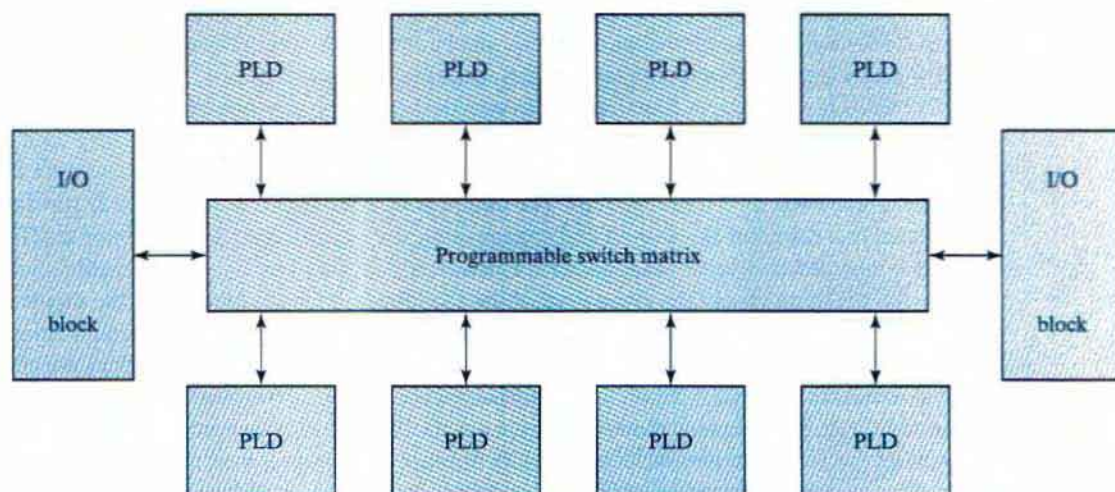 PLD PLD PLD PLD
I/O I/O
Programmable switch matrix
block block
PLD PLD PLD PLD